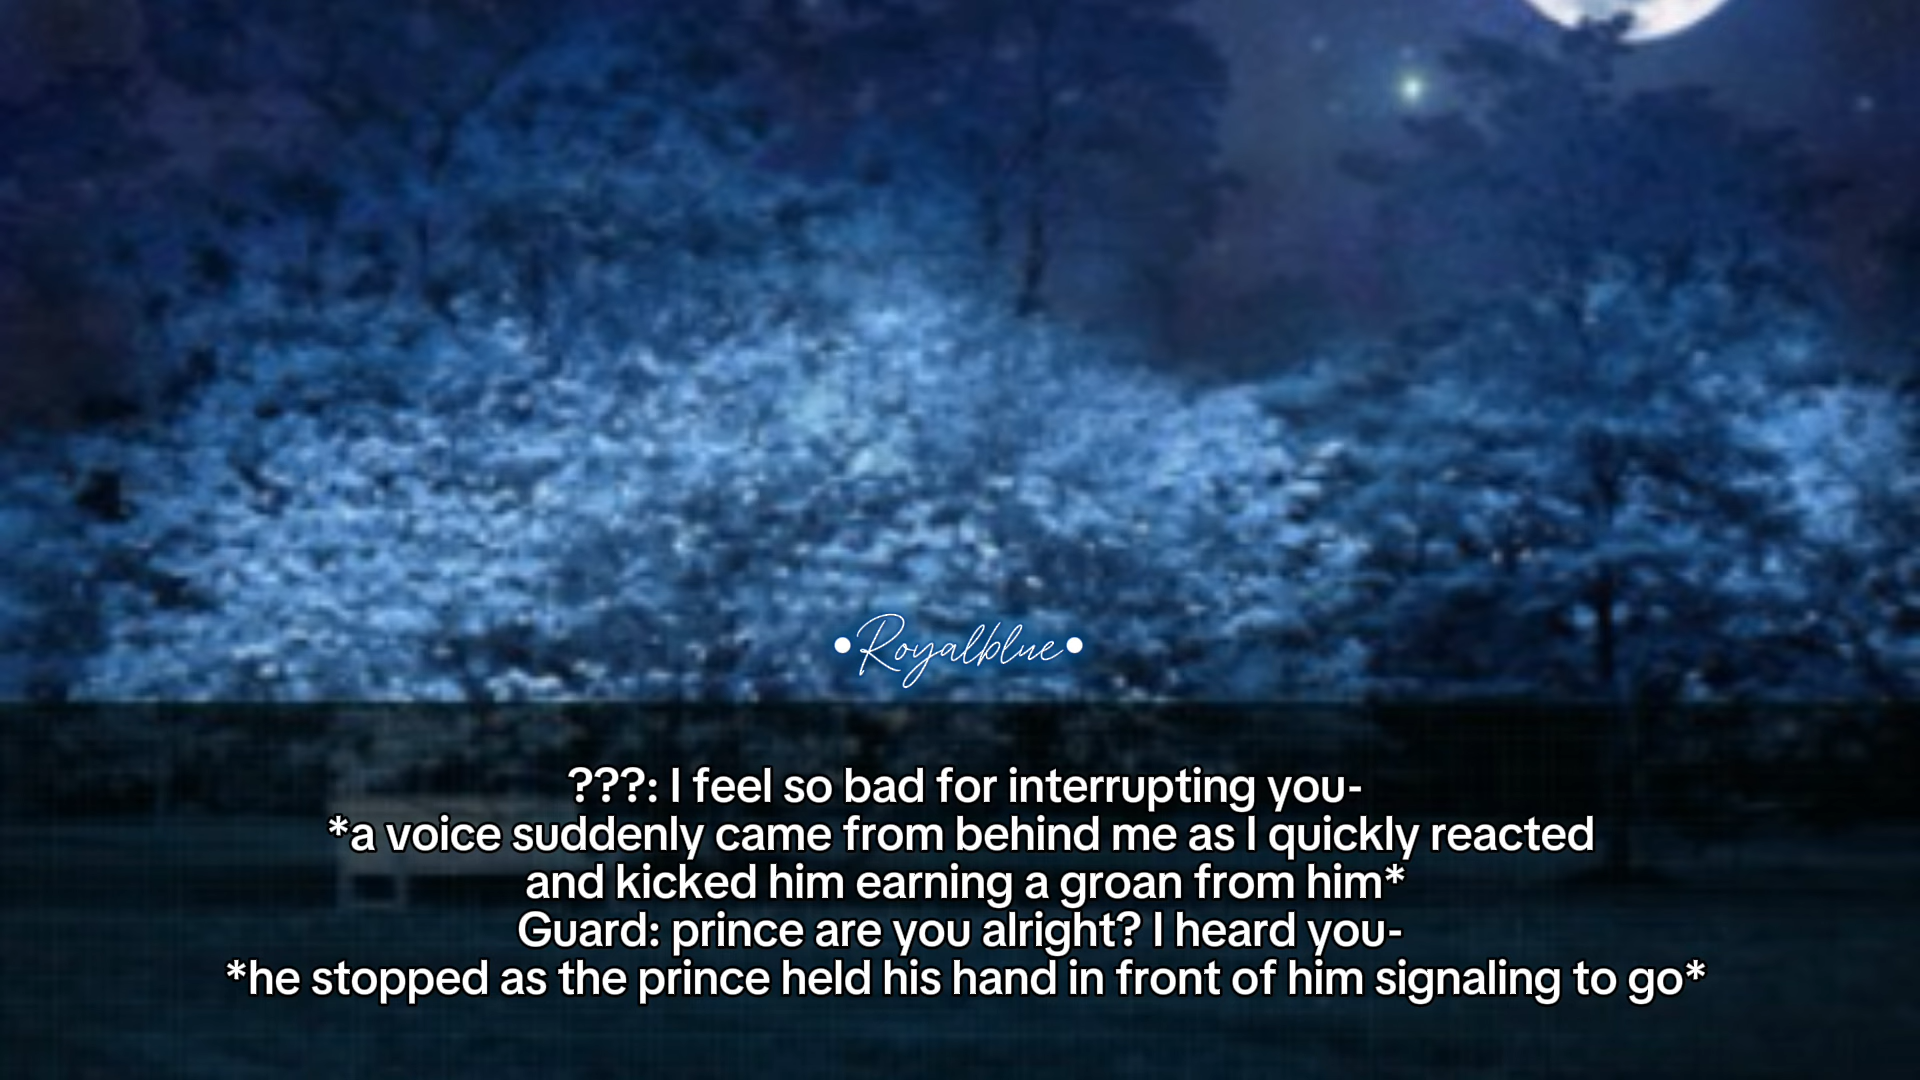 •Royalblue•
???: I feel so bad for interrupting you-
*a voice suddenly came from behind me as I quickly reacted
and kicked him earning a groan from him*
Guard: prince are you alright? I heard you-
*he stopped as the prince held his hand in front of him signaling to go*